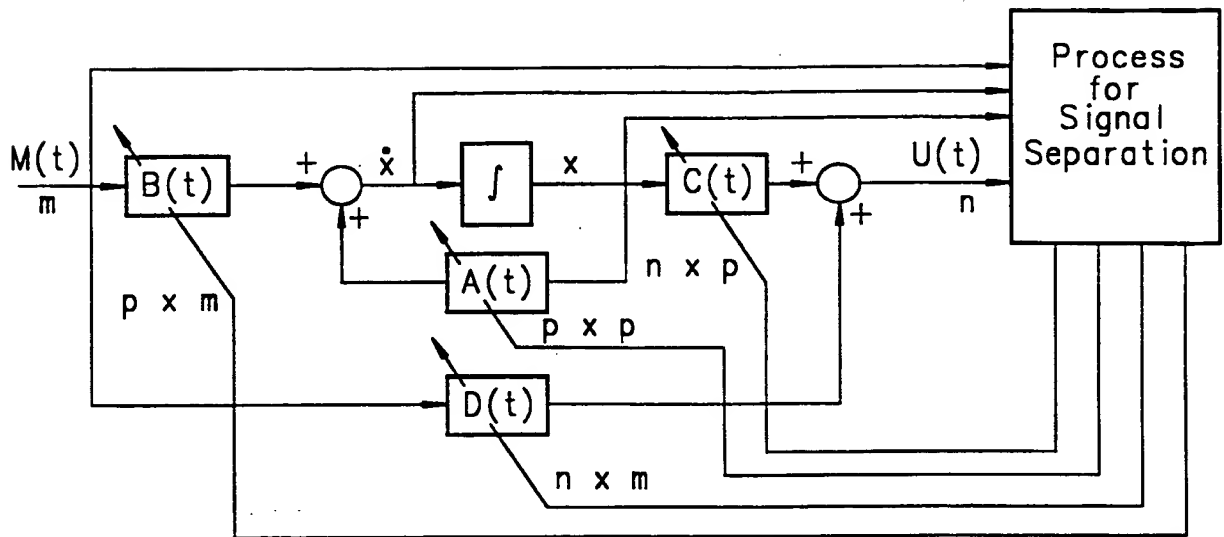 Process
for
Signal
Separation
M(t)
m
B(t)
+
+
ẋ
∫
x
C(t)
+
+
U(t)
n
A(t)
p x m
n x p
p x p
D(t)
n x m